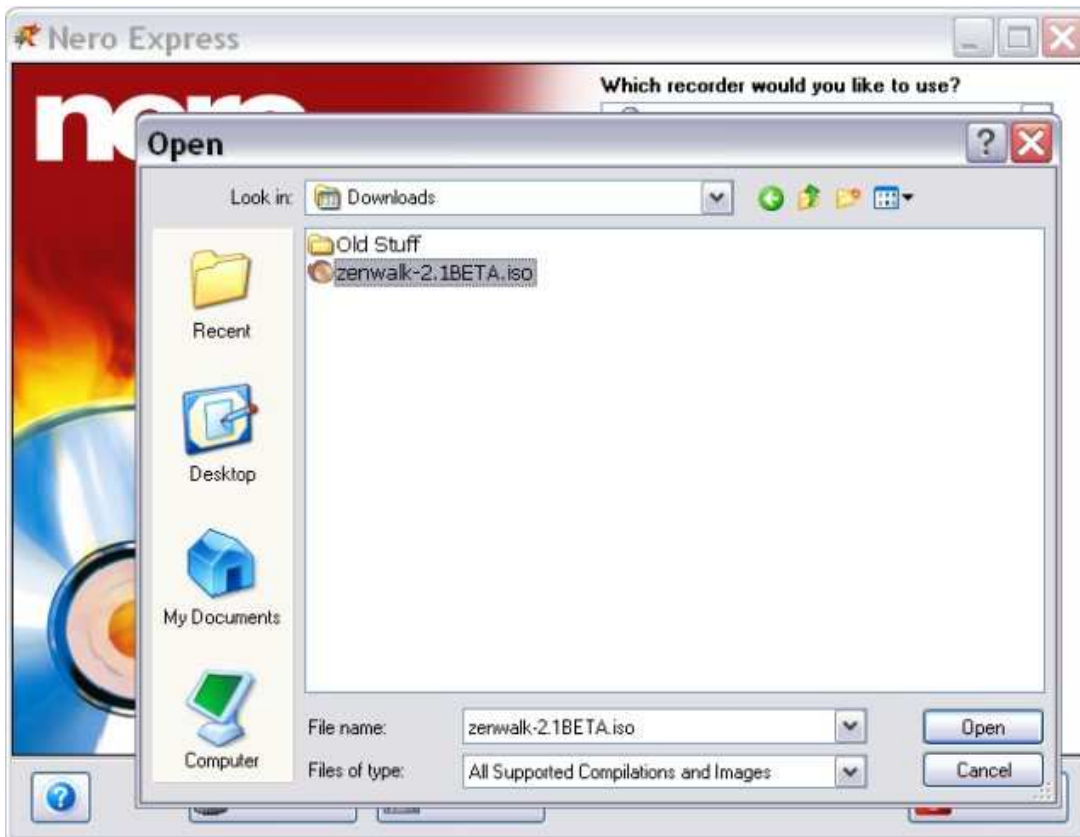 Nero Express
Which recorder would you like to use?
Open
Look in:
Downloads
Old Stuff
zenwalk-2.1BETA.iso
Recent
Desktop
My Documents
Computer
File name:
zenwalk-2.1BETA.iso
Open
Files of type:
All Supported Compilations and Images
Cancel